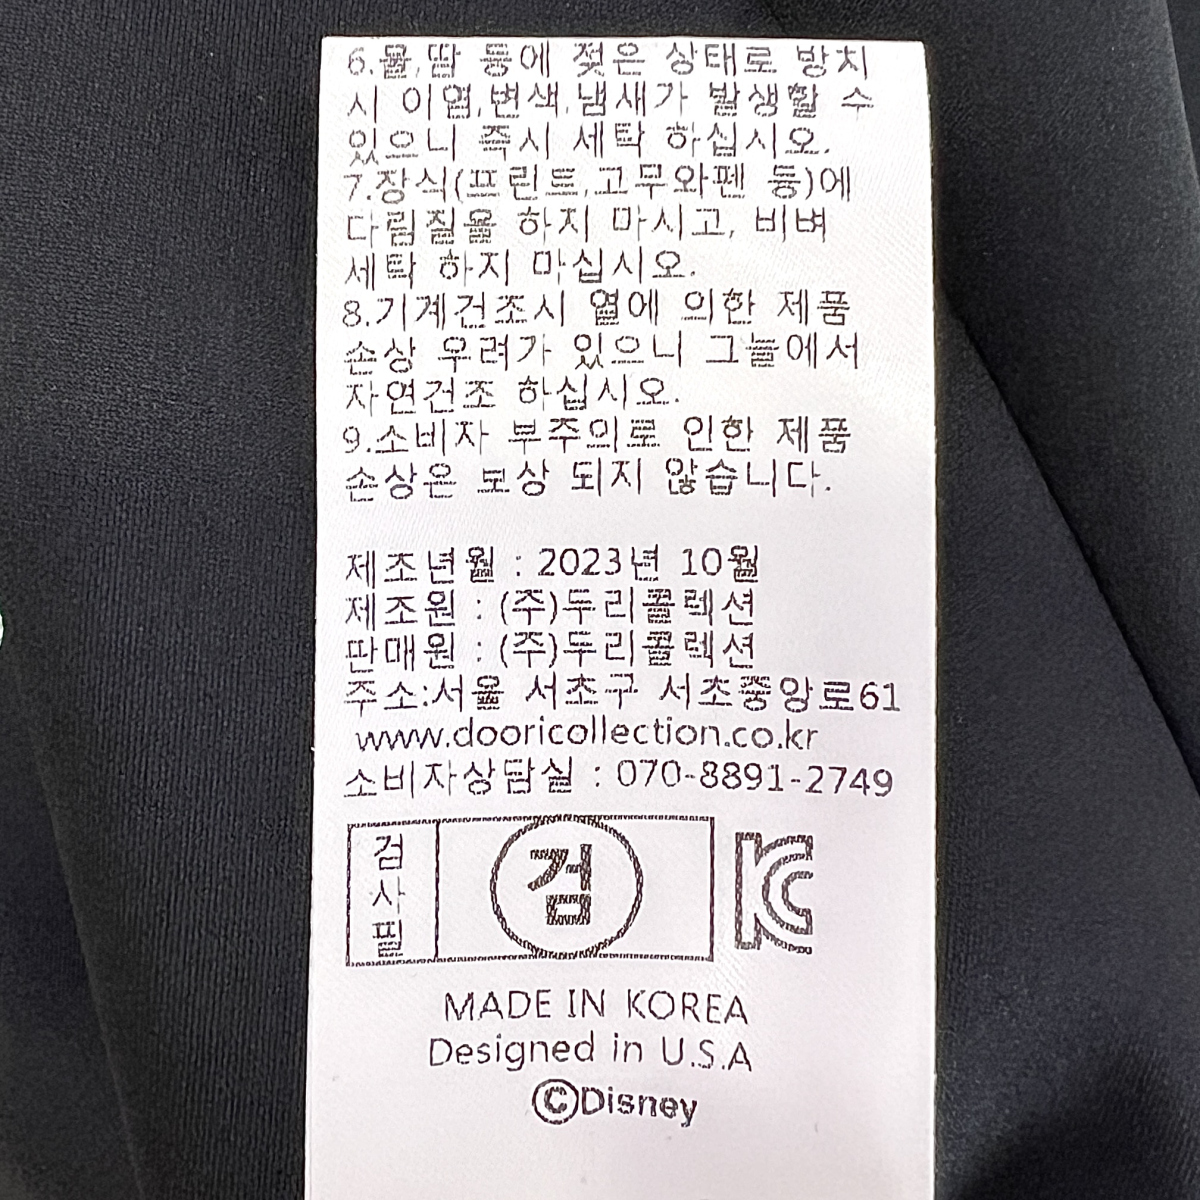 6.물,땀 등에 젖은 상태로 방치
시 이염,변색,냄새가 발생할 수
있으니 즉시 세탁 하십시오.
7.장식(프린트,고무와펜 등)에
다림질을 하지 마시고, 비벼
세탁 하지 마십시오.
8.기계건조시 열에 의한 제품
손상 우려가 있으니 그늘에서
자연건조 하십시오.
9.소비자 부주의로 인한 제품
손상은 보상 되지 않습니다.
제조년월 : 2023년 10월
제조원 : (주)두리콜렉션
판매원 : (주)두리콜렉션
주소:서울 서초구 서초중앙로61
www.dooricollection.co.kr
소비자상담실 : 070-8891-2749
검사필 검 KC
MADE IN KOREA
Designed in U.S.A
©Disney